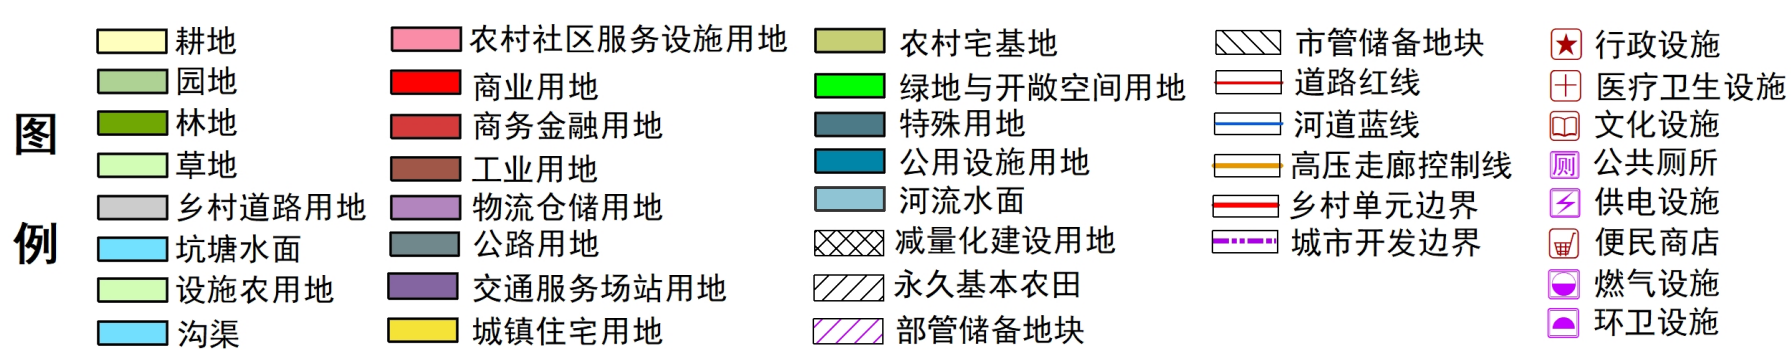 图例
耕地
园地
林地
草地
乡村道路用地
坑塘水面
设施农用地
沟渠
农村社区服务设施用地
商业用地
商务金融用地
工业用地
物流仓储用地
公路用地
交通服务场站用地
城镇住宅用地
农村宅基地
绿地与开敞空间用地
特殊用地
公用设施用地
河流水面
减量化建设用地
永久基本农田
部管储备地块
市管储备地块
道路红线
河道蓝线
高压走廊控制线
乡村单元边界
城市开发边界
行政设施
医疗卫生设施
文化设施
厕 公共厕所
供电设施
便民商店
燃气设施
环卫设施